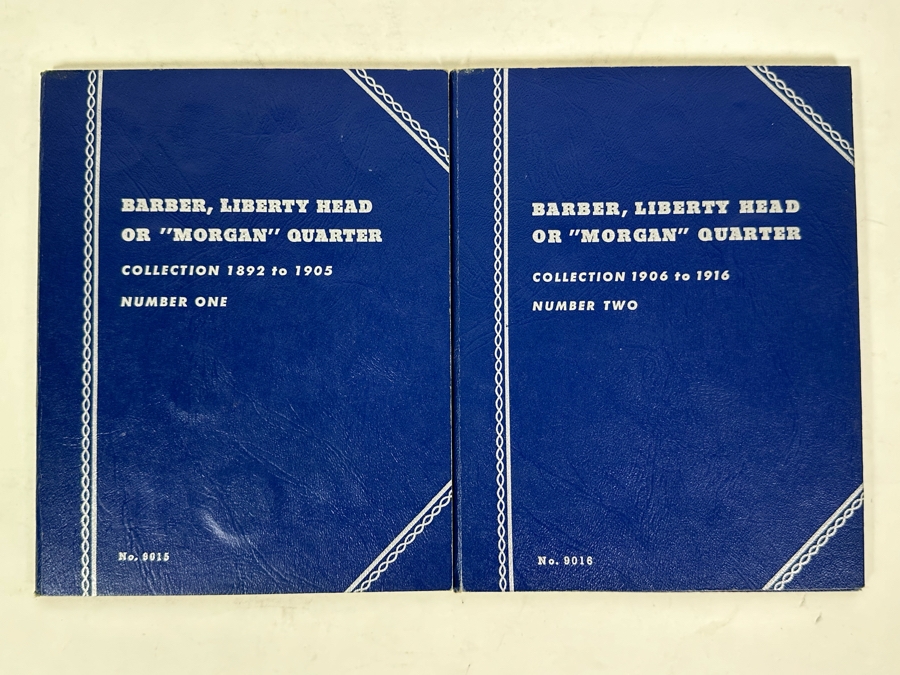 BARBER, LIBERTY HEAD
OR "MORGAN" QUARTER
COLLECTION 1892 to 1905
NUMBER ONE
No. 9015
BARBER, LIBERTY HEAD
OR "MORGAN" QUARTER
COLLECTION 1906 to 1916
NUMBER TWO
No. 9016